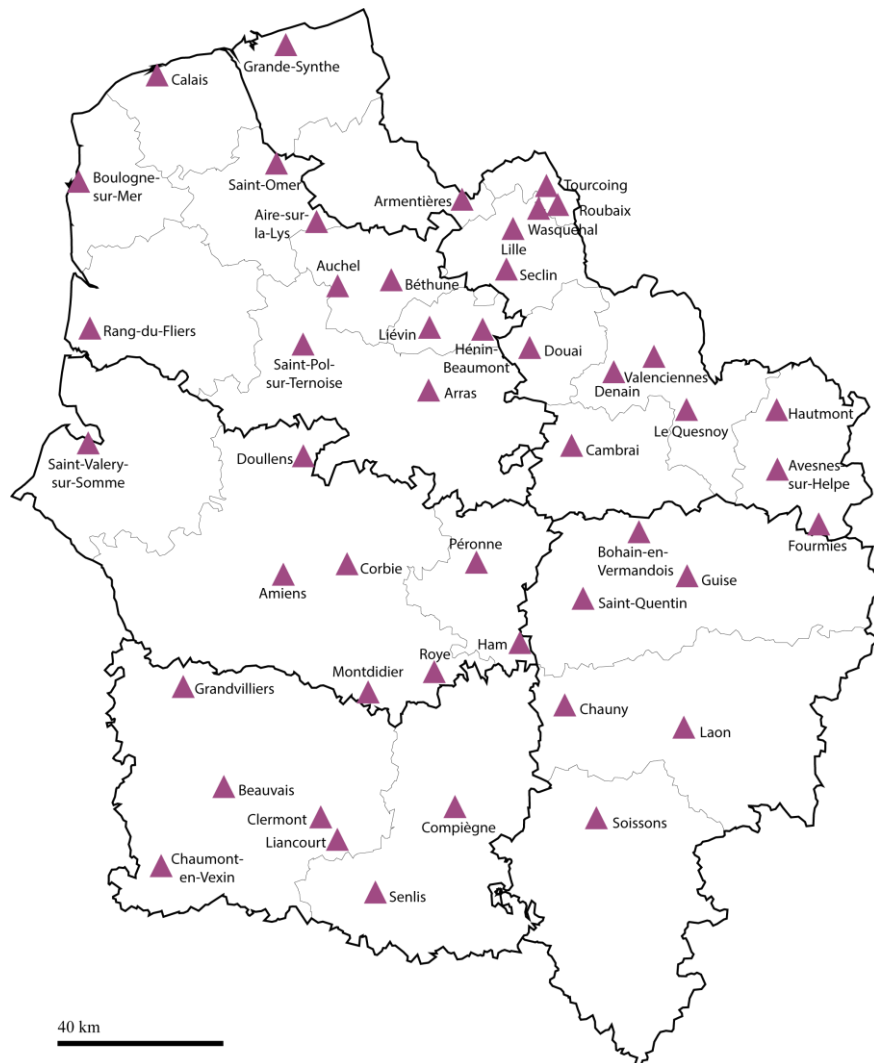 Grande-Synthe
Calais
Boulogne-
sur-Mer
Saint-Omer
Armentières
Tourcoing
Roubaix
Wasquehal
Aire-sur-
la-Lys
Lille
Auchel
Béthune
Seclin
Rang-du-Fliers
Liévin
Hénin-
Beaumont
Douai
Saint-Pol-
sur-Ternoise
Valenciennes
Denain
Arras
Le Quesnoy
Hautmont
Saint-Valery-
sur-Somme
Doullens
Cambrai
Avesnes-
sur-Helpe
Fourmies
Péronne
Bohain-en-
Vermandois
Corbie
Guise
Amiens
Saint-Quentin
Ham
Roye
Montdidier
Grandvilliers
Chauny
Laon
Beauvais
Clermont
Liancourt
Compiègne
Soissons
Chaumont-
en-Vexin
Senlis
40 km